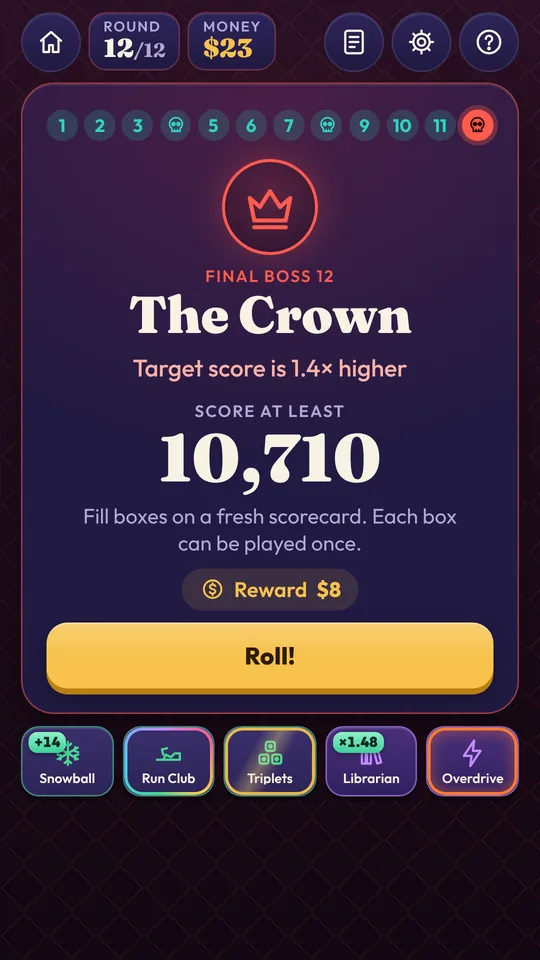 ROUND
12/12
MONEY
$23
1 2 3 5 6 7 9 10 11
FINAL BOSS 12
The Crown
Target score is 1.4× higher
SCORE AT LEAST
10,710
Fill boxes on a fresh scorecard. Each box
can be played once.
Reward $8
Roll!
+14
Snowball
Run Club
Triplets
×1.48
Librarian
Overdrive